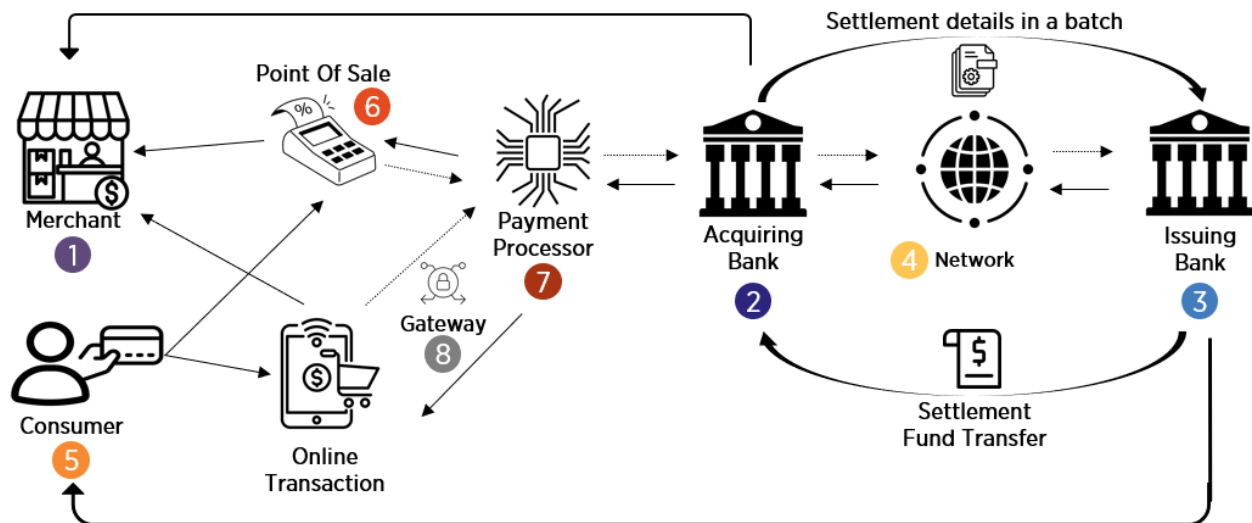 Settlement details in a batch
Point Of Sale
6
%
Merchant
1
$
Payment
Processor
7
Acquiring
Bank
2
4 Network
Issuing
Bank
3
Gateway
8
$
Consumer
5
Online
Transaction
$
Settlement
Fund Transfer